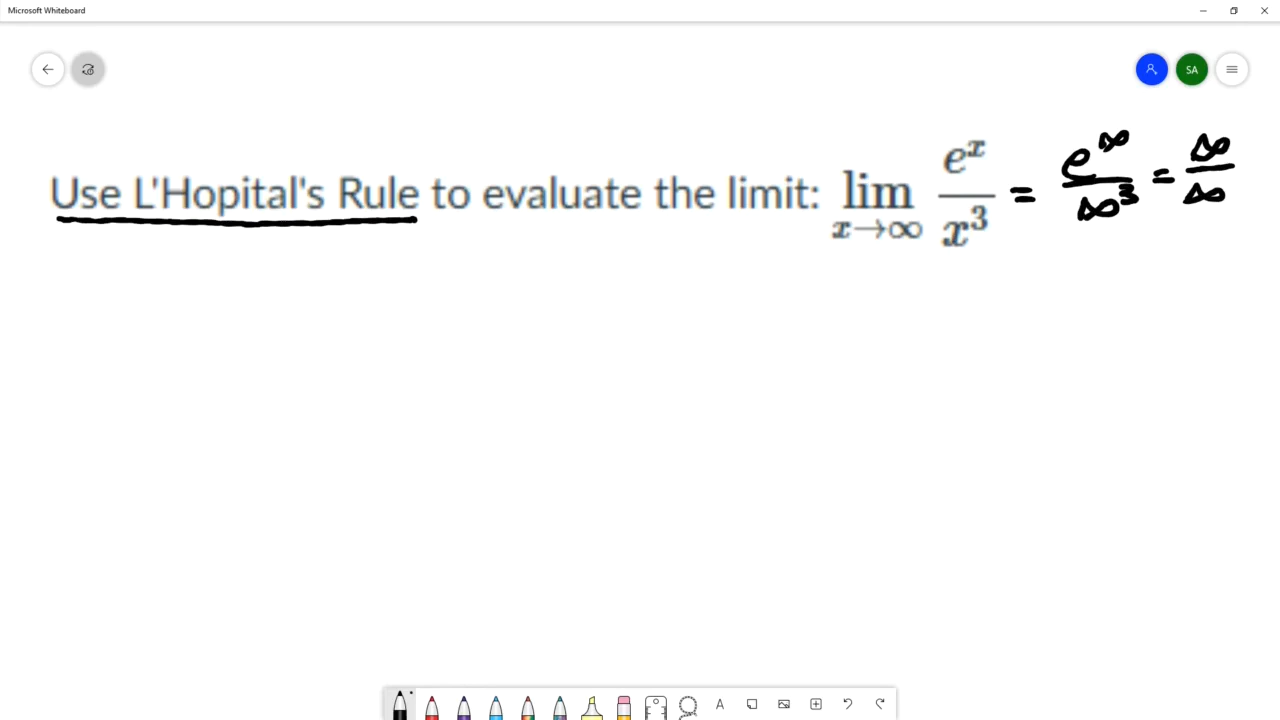 Microsoft Whiteboard
SA
Use L'Hopital's Rule to evaluate the limit: lim x→∞ e^x/x^3 = e^∞/∞^3 = ∞/∞
A